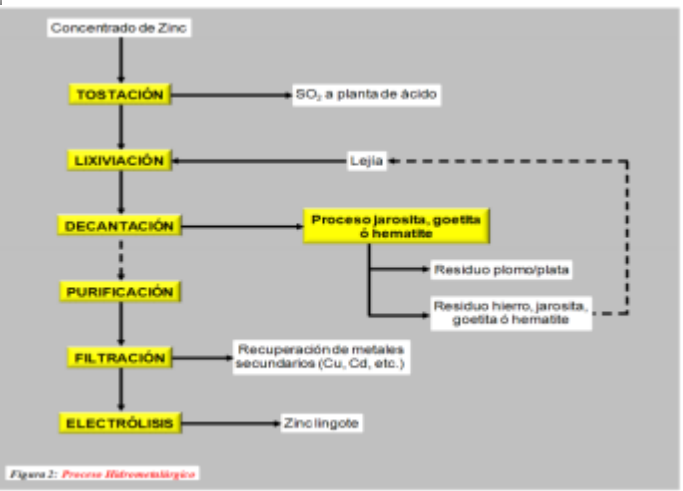 Concentrado de Zinc
TOSTACIÓN
SO₂ a planta de ácido
LIXIVIACIÓN
Lejía
DECANTACIÓN
Proceso jarosita, goetita
ó hematite
Residuo plomo/plata
PURIFICACIÓN
Residuo hierro, jarosita,
goetita ó hematite
FILTRACIÓN
Recuperación de metales
secundarios (Cu, Cd, etc.)
ELECTRÓLISIS
Zinc lingote
Figura 2: Proceso Hidrometalúrgico